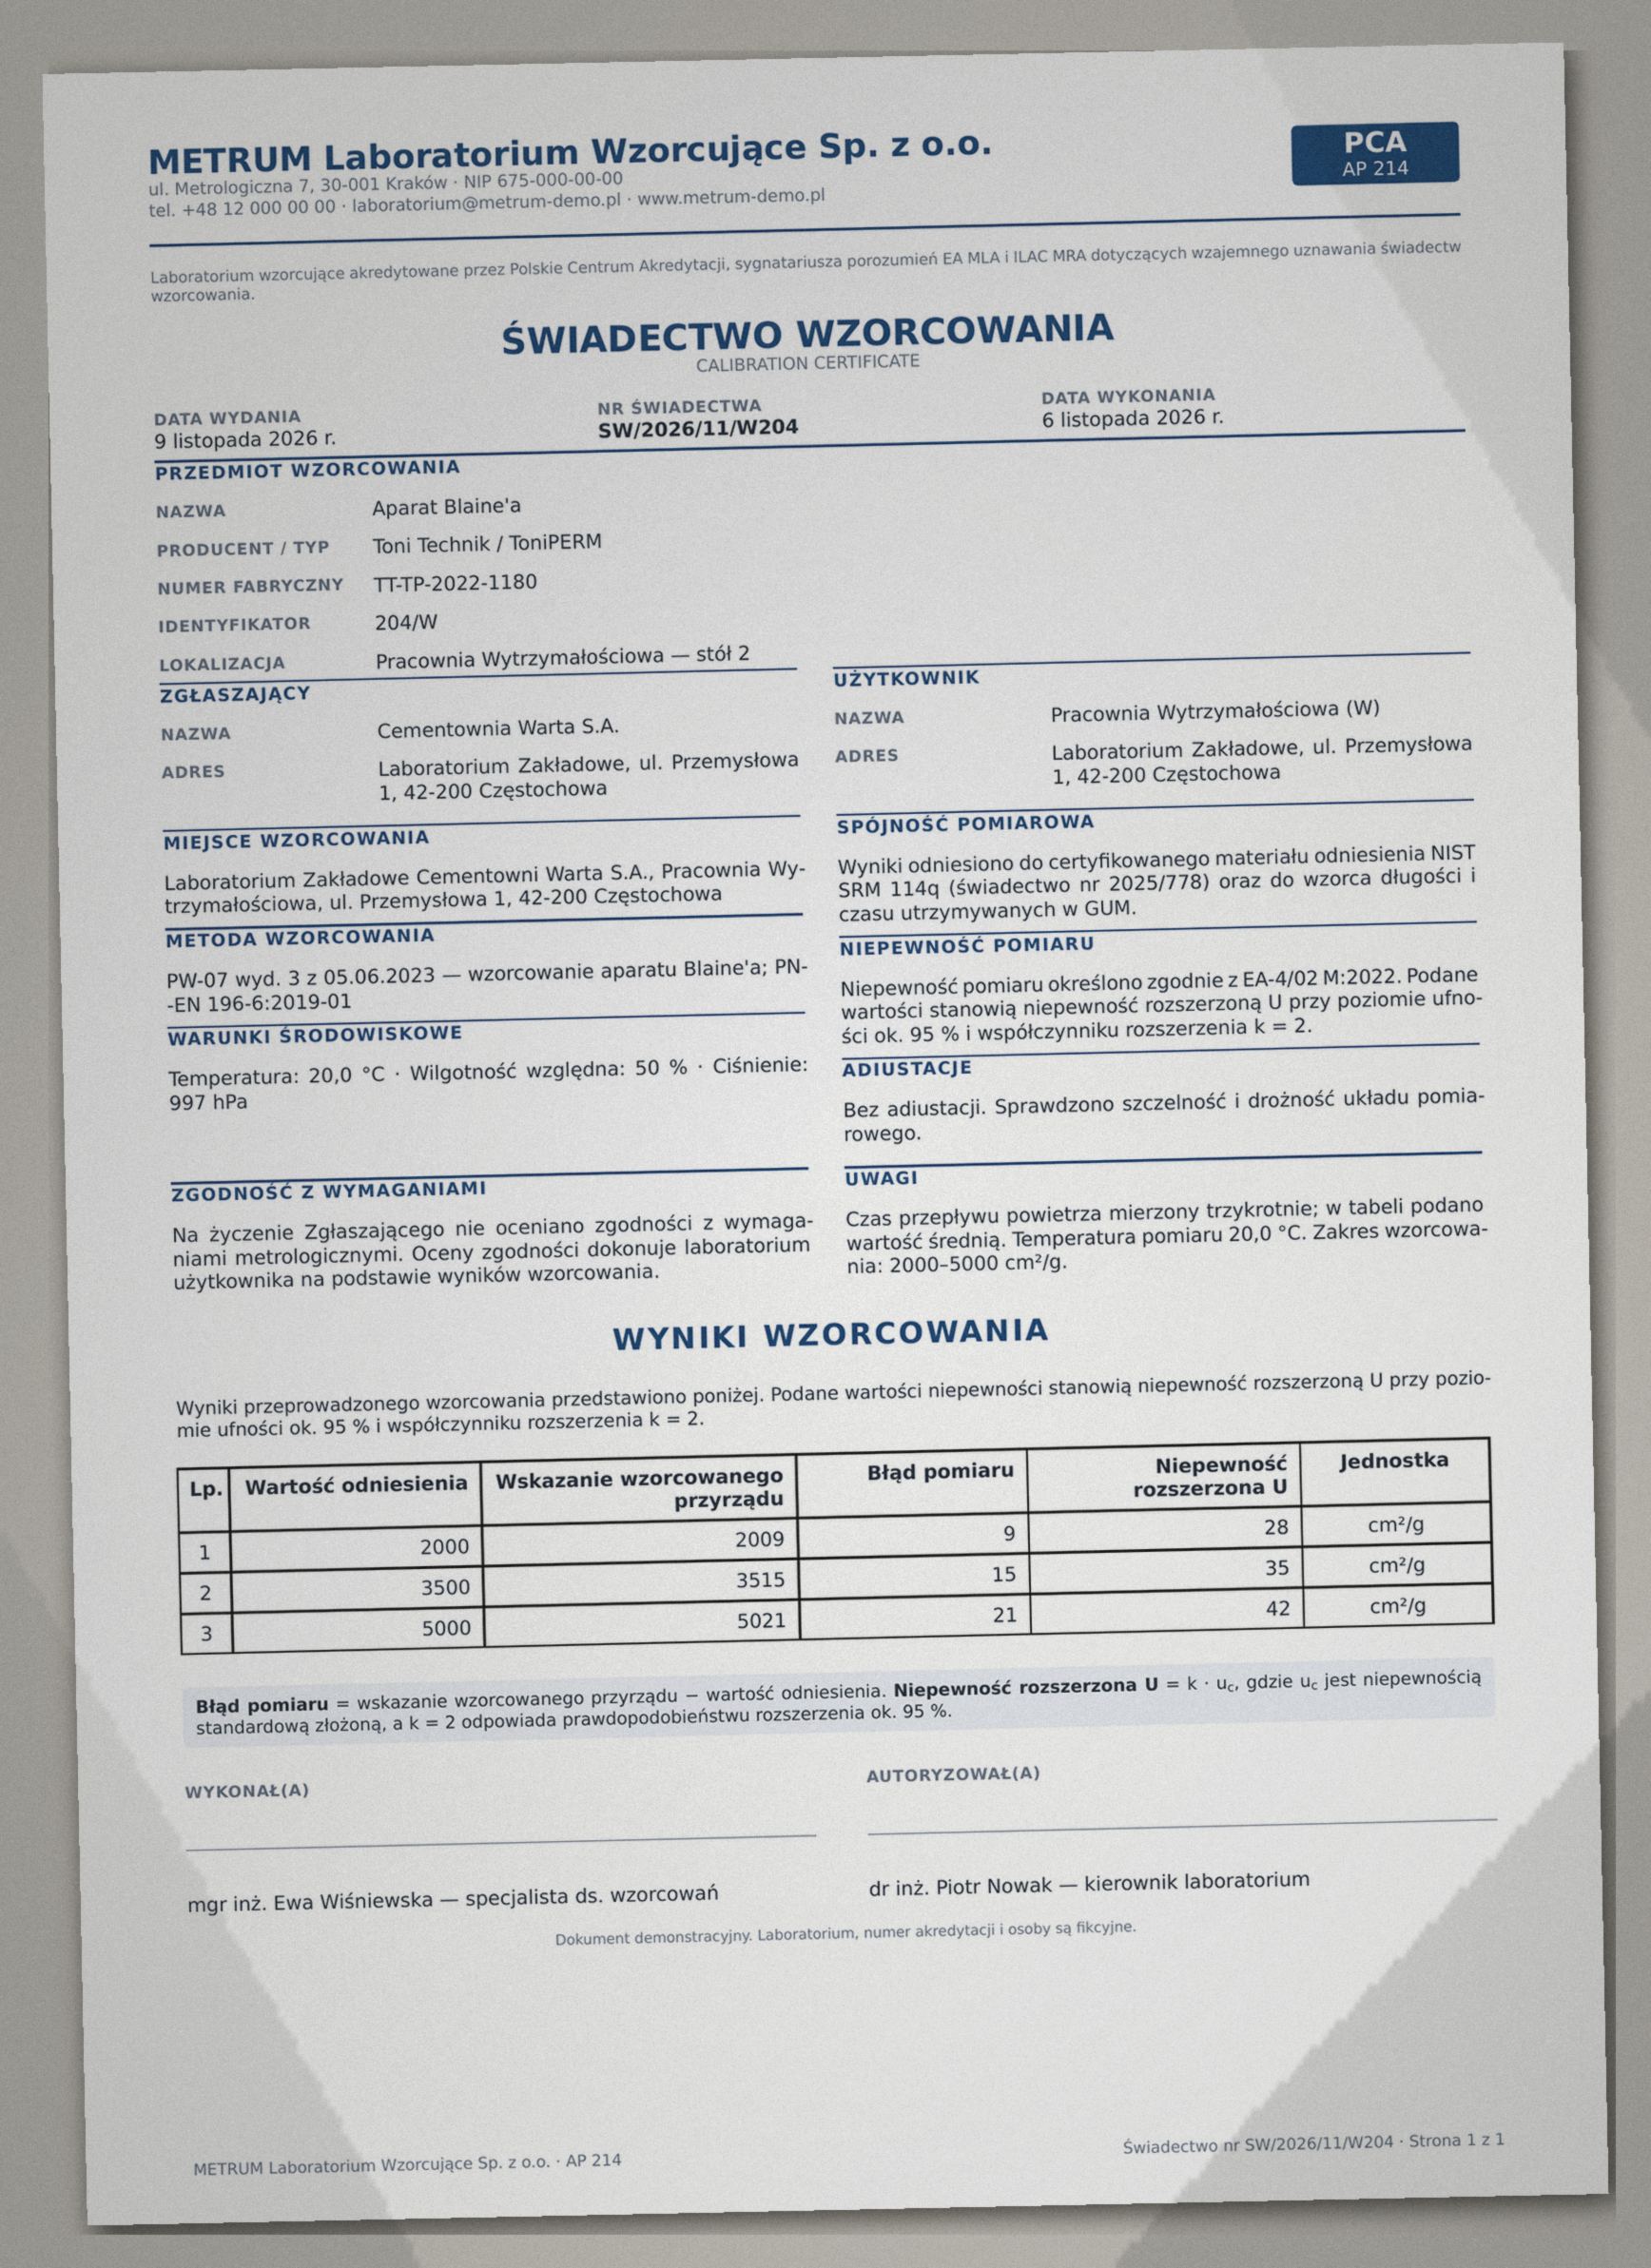 METRUM Laboratorium Wzorcujące Sp. z o.o.
ul. Metrologiczna 7, 30-001 Kraków · NIP 675-000-00-00
tel. +48 12 000 00 00 · laboratorium@metrum-demo.pl · www.metrum-demo.pl
PCA
AP 214
Laboratorium wzorcujące akredytowane przez Polskie Centrum Akredytacji, sygnatariusza porozumień EA MLA i ILAC MRA dotyczących wzajemnego uznawania świadectw
wzorcowania.
ŚWIADECTWO WZORCOWANIA
CALIBRATION CERTIFICATE
DATA WYDANIA
9 listopada 2026 r.
NR ŚWIADECTWA
SW/2026/11/W204
DATA WYKONANIA
6 listopada 2026 r.
PRZEDMIOT WZORCOWANIA
NAZWA Aparat Blaine'a
PRODUCENT / TYP Toni Technik / ToniPERM
NUMER FABRYCZNY TT-TP-2022-1180
IDENTYFIKATOR 204/W
LOKALIZACJA Pracownia Wytrzymałościowa — stół 2
ZGŁASZAJĄCY
NAZWA Cementownia Warta S.A.
ADRES Laboratorium Zakładowe, ul. Przemysłowa
1, 42-200 Częstochowa
UŻYTKOWNIK
NAZWA Pracownia Wytrzymałościowa (W)
ADRES Laboratorium Zakładowe, ul. Przemysłowa
1, 42-200 Częstochowa
MIEJSCE WZORCOWANIA
Laboratorium Zakładowe Cementowni Warta S.A., Pracownia Wy-
trzymałościowa, ul. Przemysłowa 1, 42-200 Częstochowa
METODA WZORCOWANIA
PW-07 wyd. 3 z 05.06.2023 — wzorcowanie aparatu Blaine'a; PN-
-EN 196-6:2019-01
WARUNKI ŚRODOWISKOWE
Temperatura: 20,0 °C · Wilgotność względna: 50 % · Ciśnienie:
997 hPa
SPÓJNOŚĆ POMIAROWA
Wyniki odniesiono do certyfikowanego materiału odniesienia NIST
SRM 114q (świadectwo nr 2025/778) oraz do wzorca długości i
czasu utrzymywanych w GUM.
NIEPEWNOŚĆ POMIARU
Niepewność pomiaru określono zgodnie z EA-4/02 M:2022. Podane
wartości stanowią niepewność rozszerzoną U przy poziomie ufno-
ści ok. 95 % i współczynniku rozszerzenia k = 2.
ADIUSTACJE
Bez adiustacji. Sprawdzono szczelność i drożność układu pomia-
rowego.
ZGODNOŚĆ Z WYMAGANIAMI
Na życzenie Zgłaszającego nie oceniano zgodności z wymaga-
niami metrologicznymi. Oceny zgodności dokonuje laboratorium
użytkownika na podstawie wyników wzorcowania.
UWAGI
Czas przepływu powietrza mierzony trzykrotnie; w tabeli podano
wartość średnią. Temperatura pomiaru 20,0 °C. Zakres wzorcowa-
nia: 2000–5000 cm²/g.
WYNIKI WZORCOWANIA
Wyniki przeprowadzonego wzorcowania przedstawiono poniżej. Podane wartości niepewności stanowią niepewność rozszerzoną U przy pozio-
mie ufności ok. 95 % i współczynniku rozszerzenia k = 2.
Lp. Wartość odniesienia Wskazanie wzorcowanego przyrządu Błąd pomiaru Niepewność rozszerzona U Jednostka
1 2000 2009 9 28 cm²/g
2 3500 3515 15 35 cm²/g
3 5000 5021 21 42 cm²/g
Błąd pomiaru = wskazanie wzorcowanego przyrządu − wartość odniesienia. Niepewność rozszerzona U = k · uc, gdzie uc jest niepewnością
standardową złożoną, a k = 2 odpowiada prawdopodobieństwu rozszerzenia ok. 95 %.
WYKONAŁ(A)
mgr inż. Ewa Wiśniewska — specjalista ds. wzorcowań
AUTORYZOWAŁ(A)
dr inż. Piotr Nowak — kierownik laboratorium
Dokument demonstracyjny. Laboratorium, numer akredytacji i osoby są fikcyjne.
METRUM Laboratorium Wzorcujące Sp. z o.o. · AP 214
Świadectwo nr SW/2026/11/W204 · Strona 1 z 1